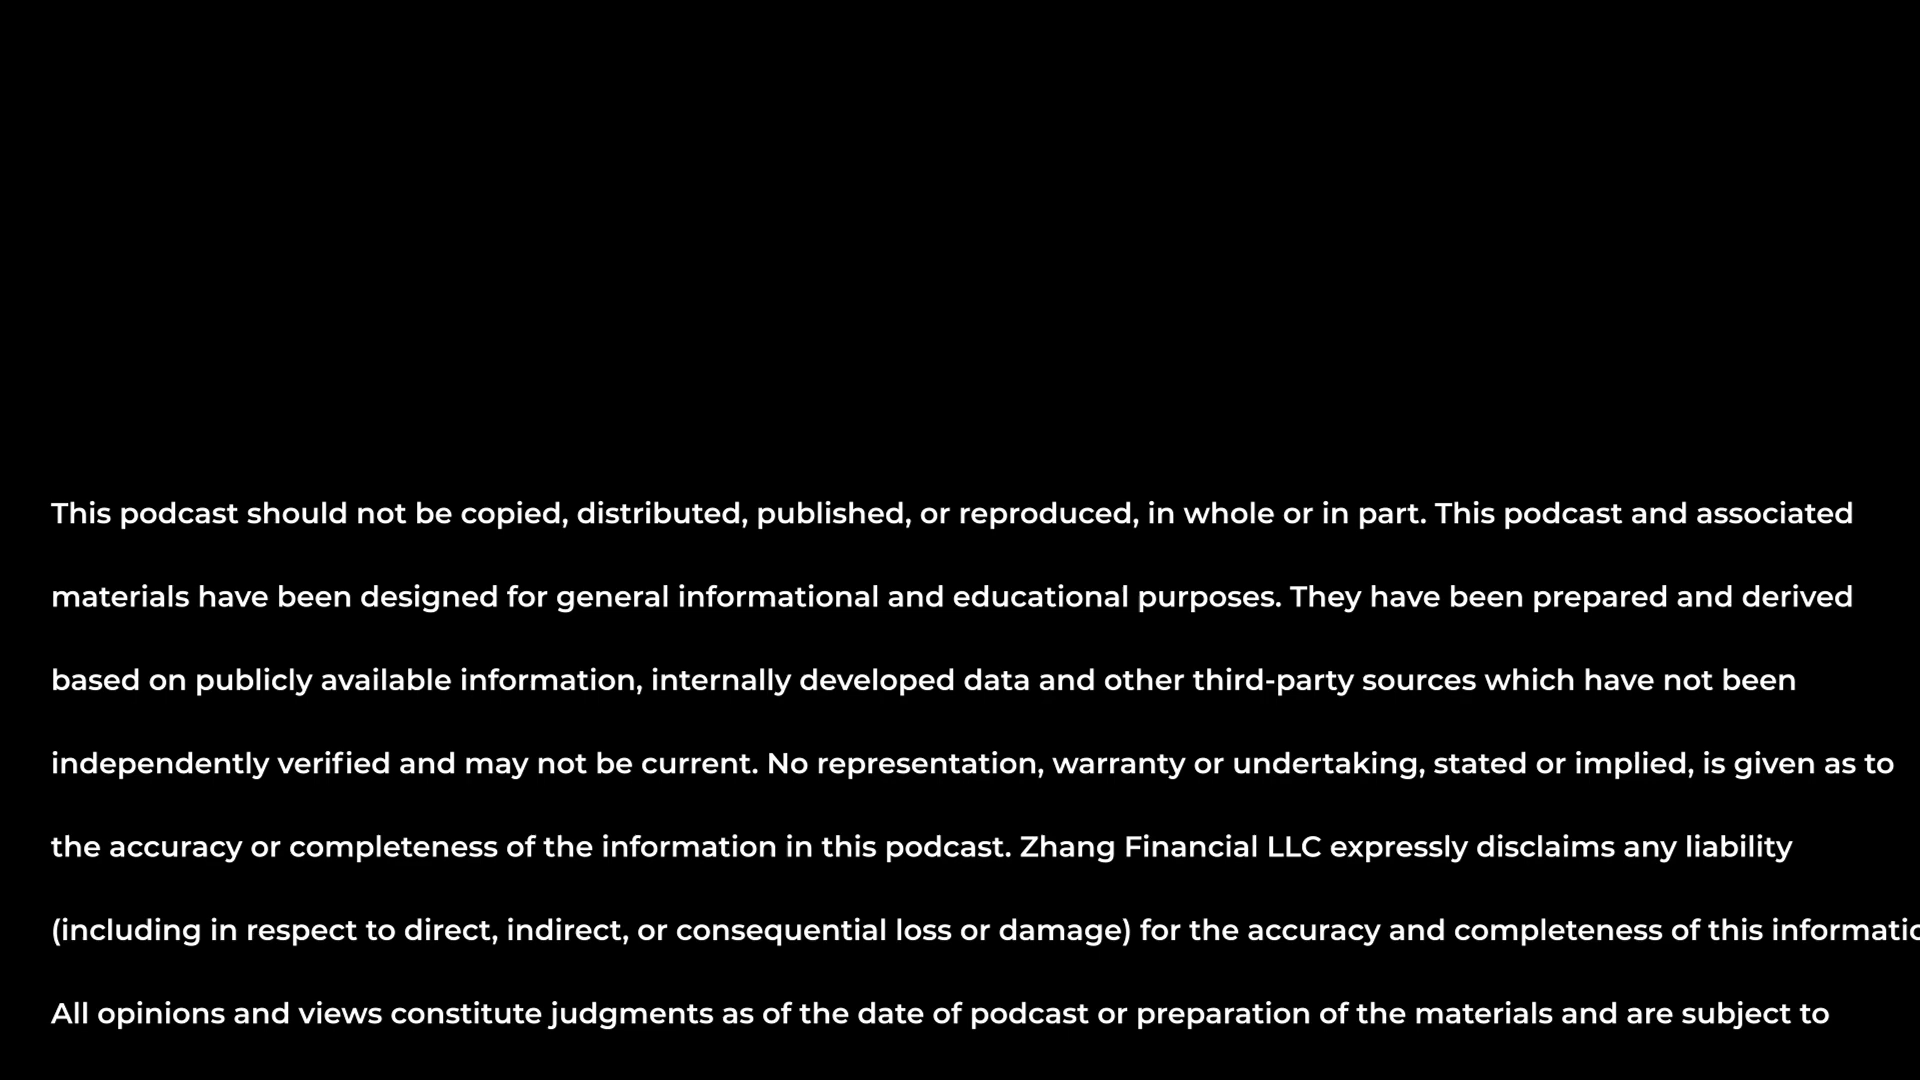 This podcast should not be copied, distributed, published, or reproduced, in whole or in part. This podcast and associated
materials have been designed for general informational and educational purposes. They have been prepared and derived
based on publicly available information, internally developed data and other third-party sources which have not been
independently verified and may not be current. No representation, warranty or undertaking, stated or implied, is given as to
the accuracy or completeness of the information in this podcast. Zhang Financial LLC expressly disclaims any liability
(including in respect to direct, indirect, or consequential loss or damage) for the accuracy and completeness of this
All opinions and views constitute judgments as of the date of podcast or preparation of the materials and are subject to